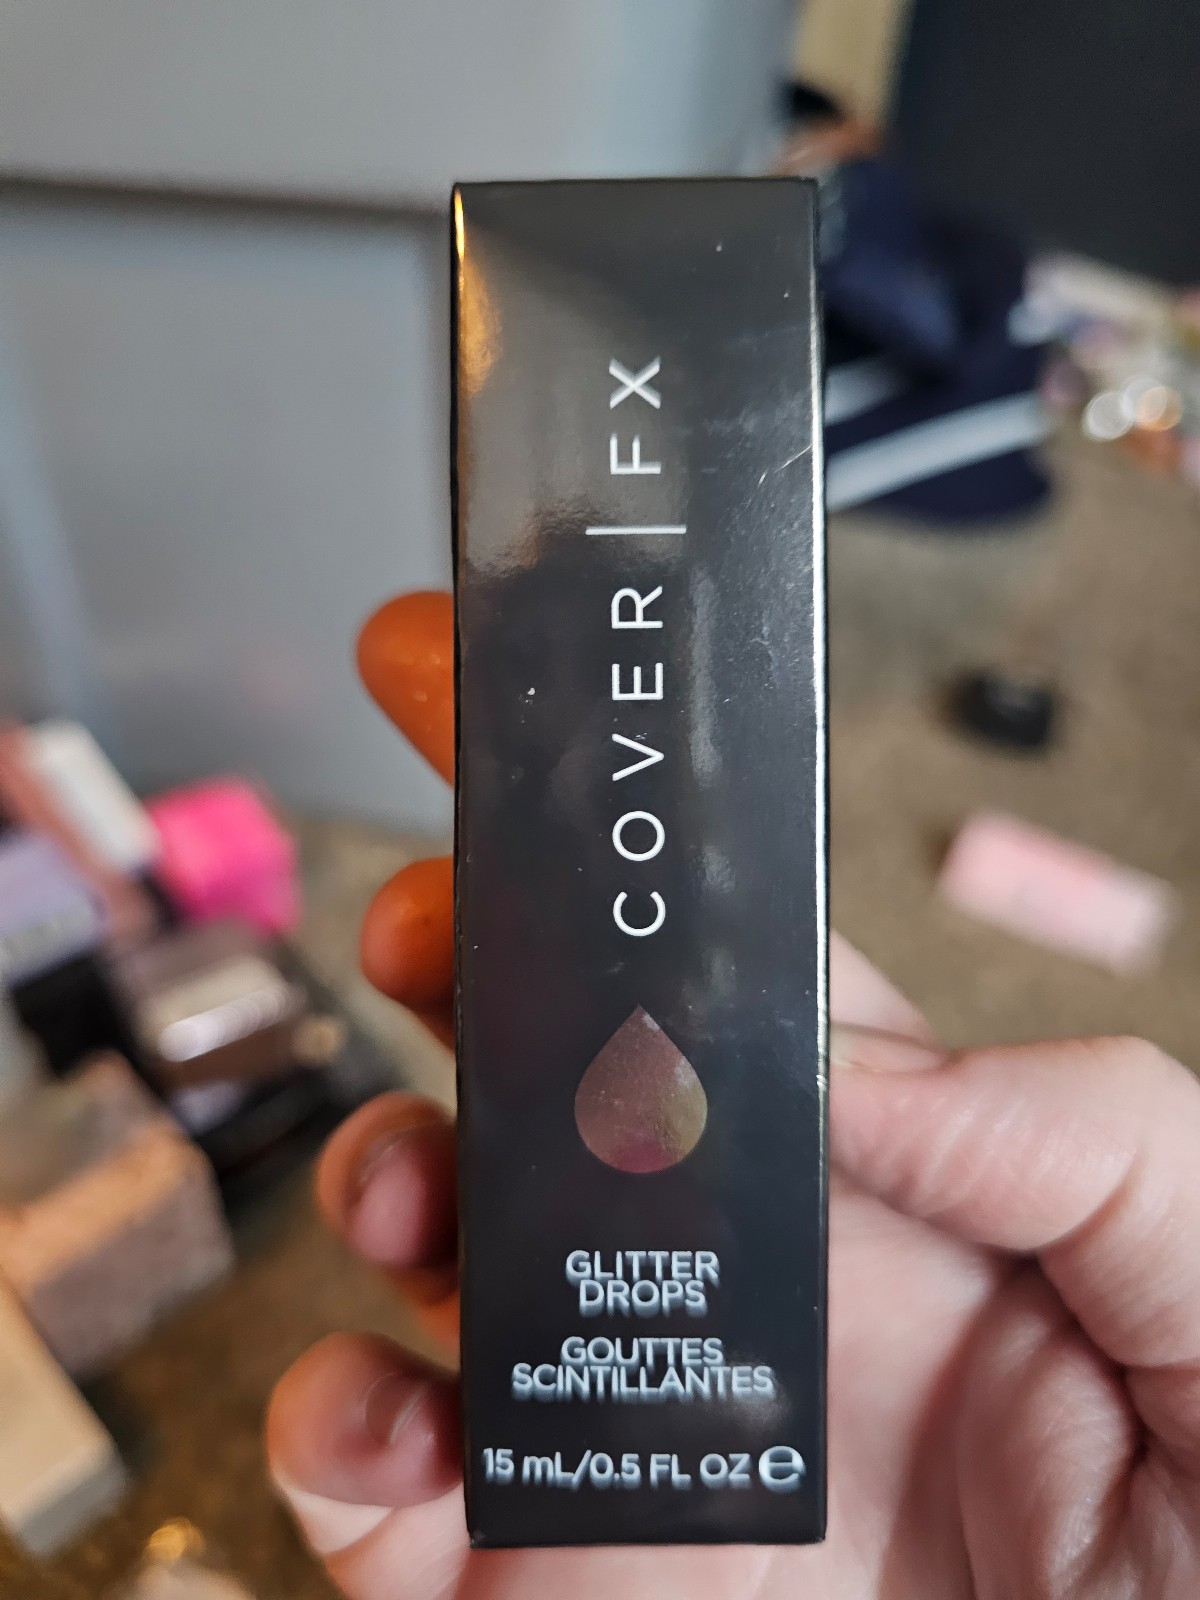 COVER | FX
GLITTER
DROPS
GOUTTES
SCINTILLANTES
15 mL/0.5 FL OZ ℮